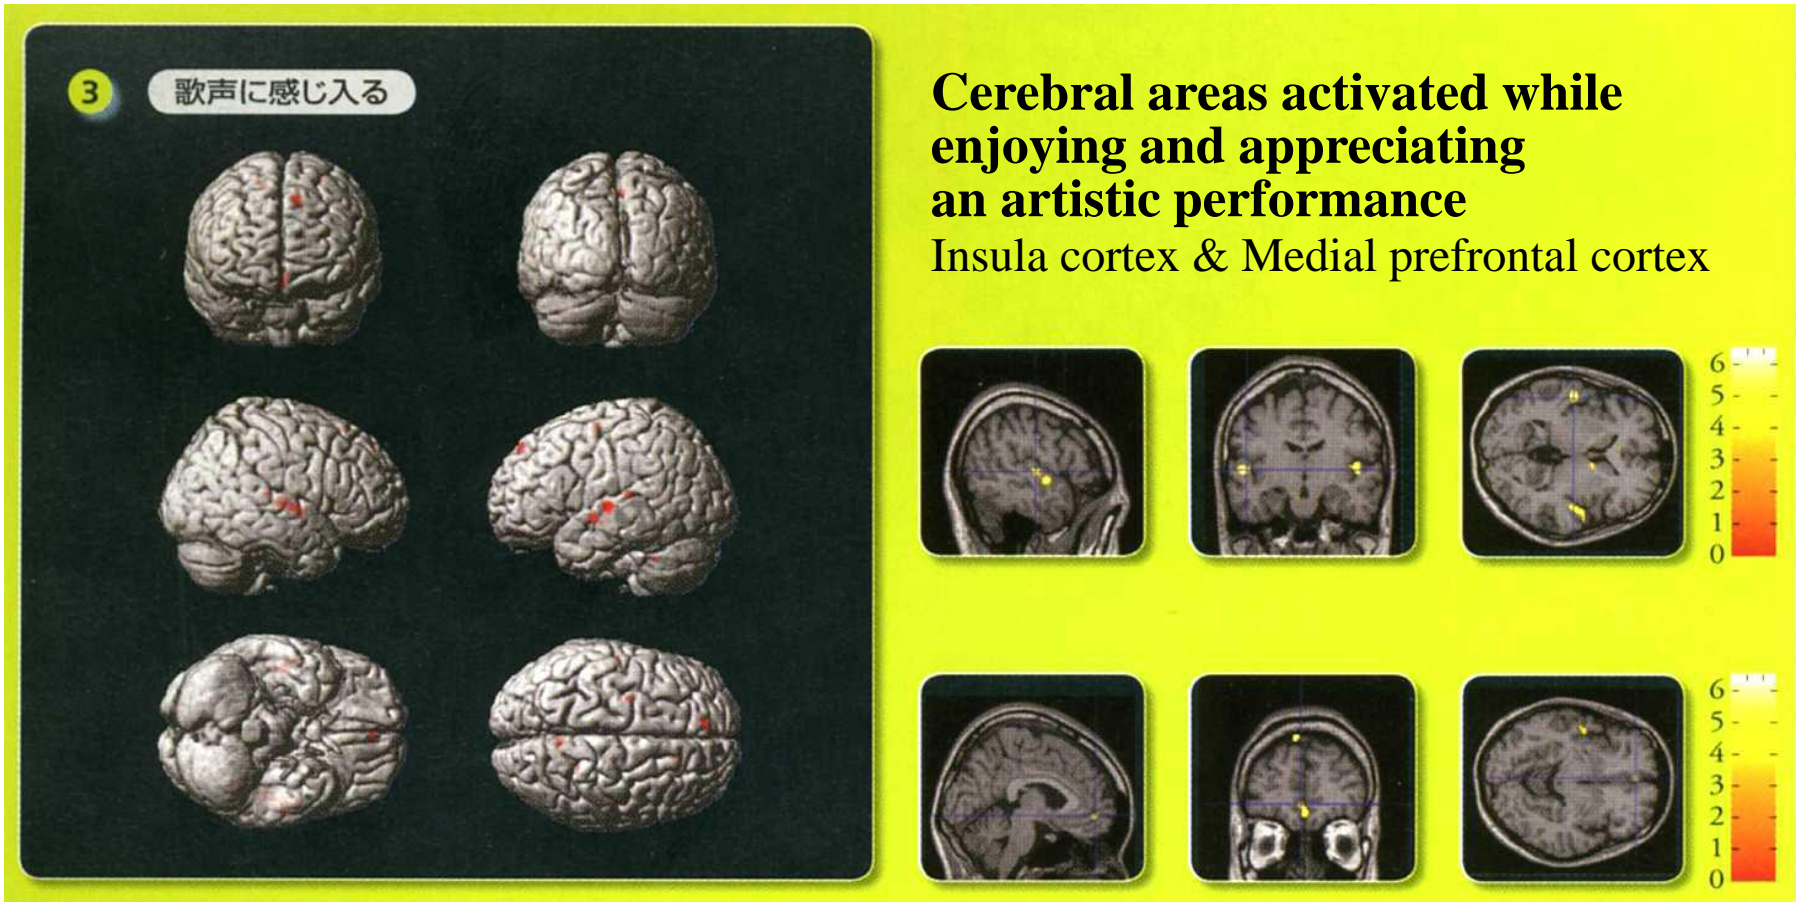 3 歌声に感じ入る
Cerebral areas activated while
enjoying and appreciating
an artistic performance
Insula cortex & Medial prefrontal cortex
6
5
4
3
2
1
0
6
5
4
3
2
1
0